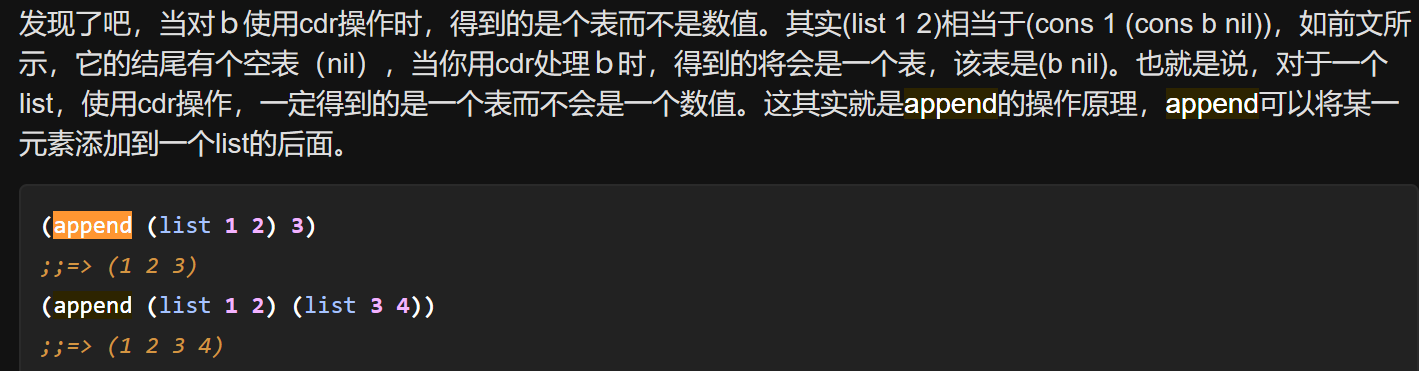 发现了吧，当对ｂ使用cdr操作时，得到的是个表而不是数值。其实(list 1 2)相当于(cons 1 (cons b nil))，如前文所
示，它的结尾有个空表（nil），当你用cdr处理ｂ时，得到的将会是一个表，该表是(b nil)。也就是说，对于一个
list，使用cdr操作，一定得到的是一个表而不会是一个数值。这其实就是append的操作原理，append可以将某一
元素添加到一个list的后面。
(append (list 1 2) 3)
;;=> (1 2 3)
(append (list 1 2) (list 3 4))
;;=> (1 2 3 4)